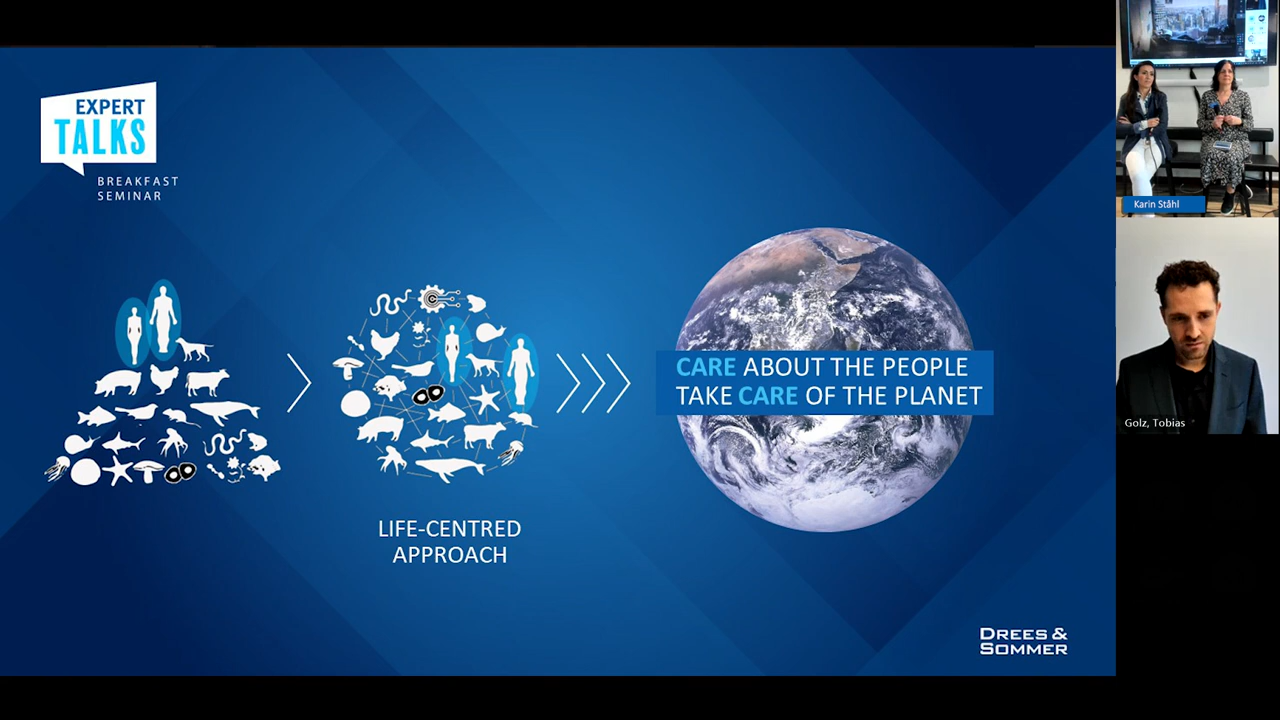 EXPERT
TALKS
BREAKFAST
SEMINAR
LIFE-CENTRED
APPROACH
CARE ABOUT THE PEOPLE
TAKE CARE OF THE PLANET
DREES &
SOMMER
Karin Ståhl
Golz, Tobias